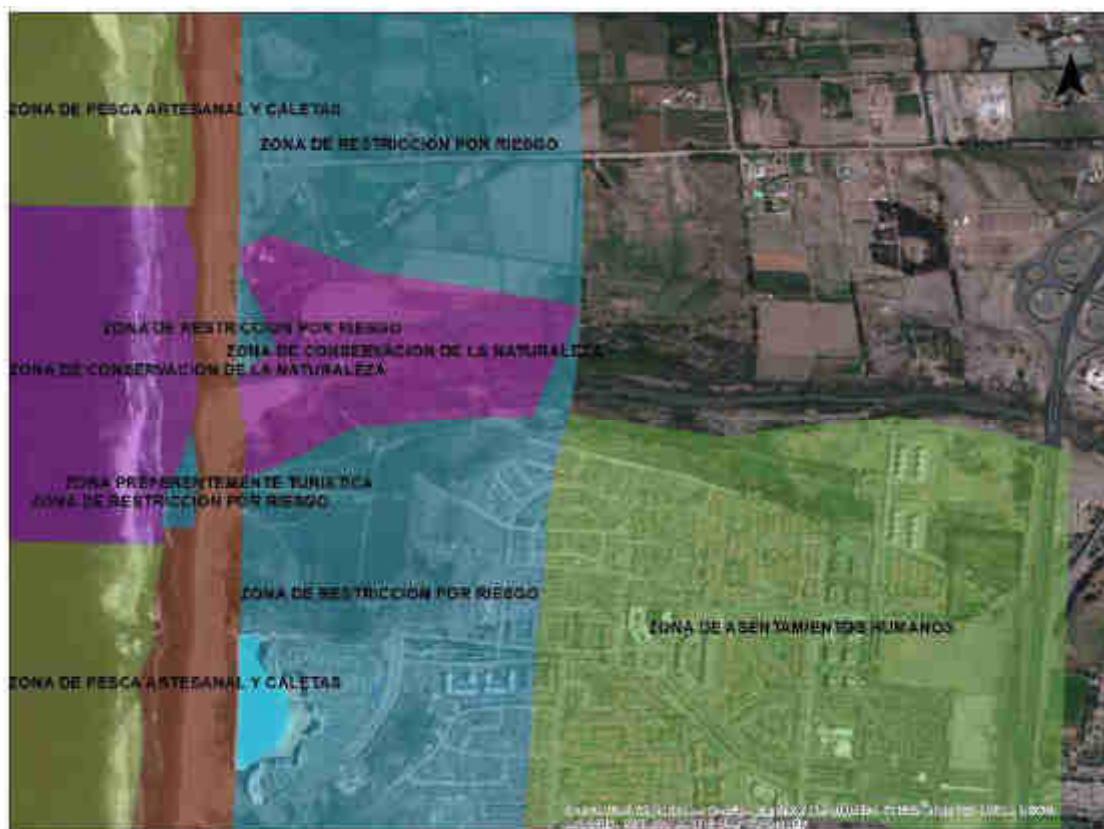 ZONA DE PESCA ARTESANAL Y CALETAS
ZONA DE RESTRICCION POR RIESGO
ZONA DE RESTRICCION POR RIESGO
ZONA DE CONSERVACION DE LA NATURALEZA
ZONA DE CONSERVACION DE LA NATURALEZA
ZONA PREFERENTEMENTE TURISTICA
ZONA DE RESTRICCION POR RIESGO
ZONA DE RESTRICCION POR RIESGO
ZONA DE ASENTAMIENTOS HUMANOS
ZONA DE PESCA ARTESANAL Y CALETAS